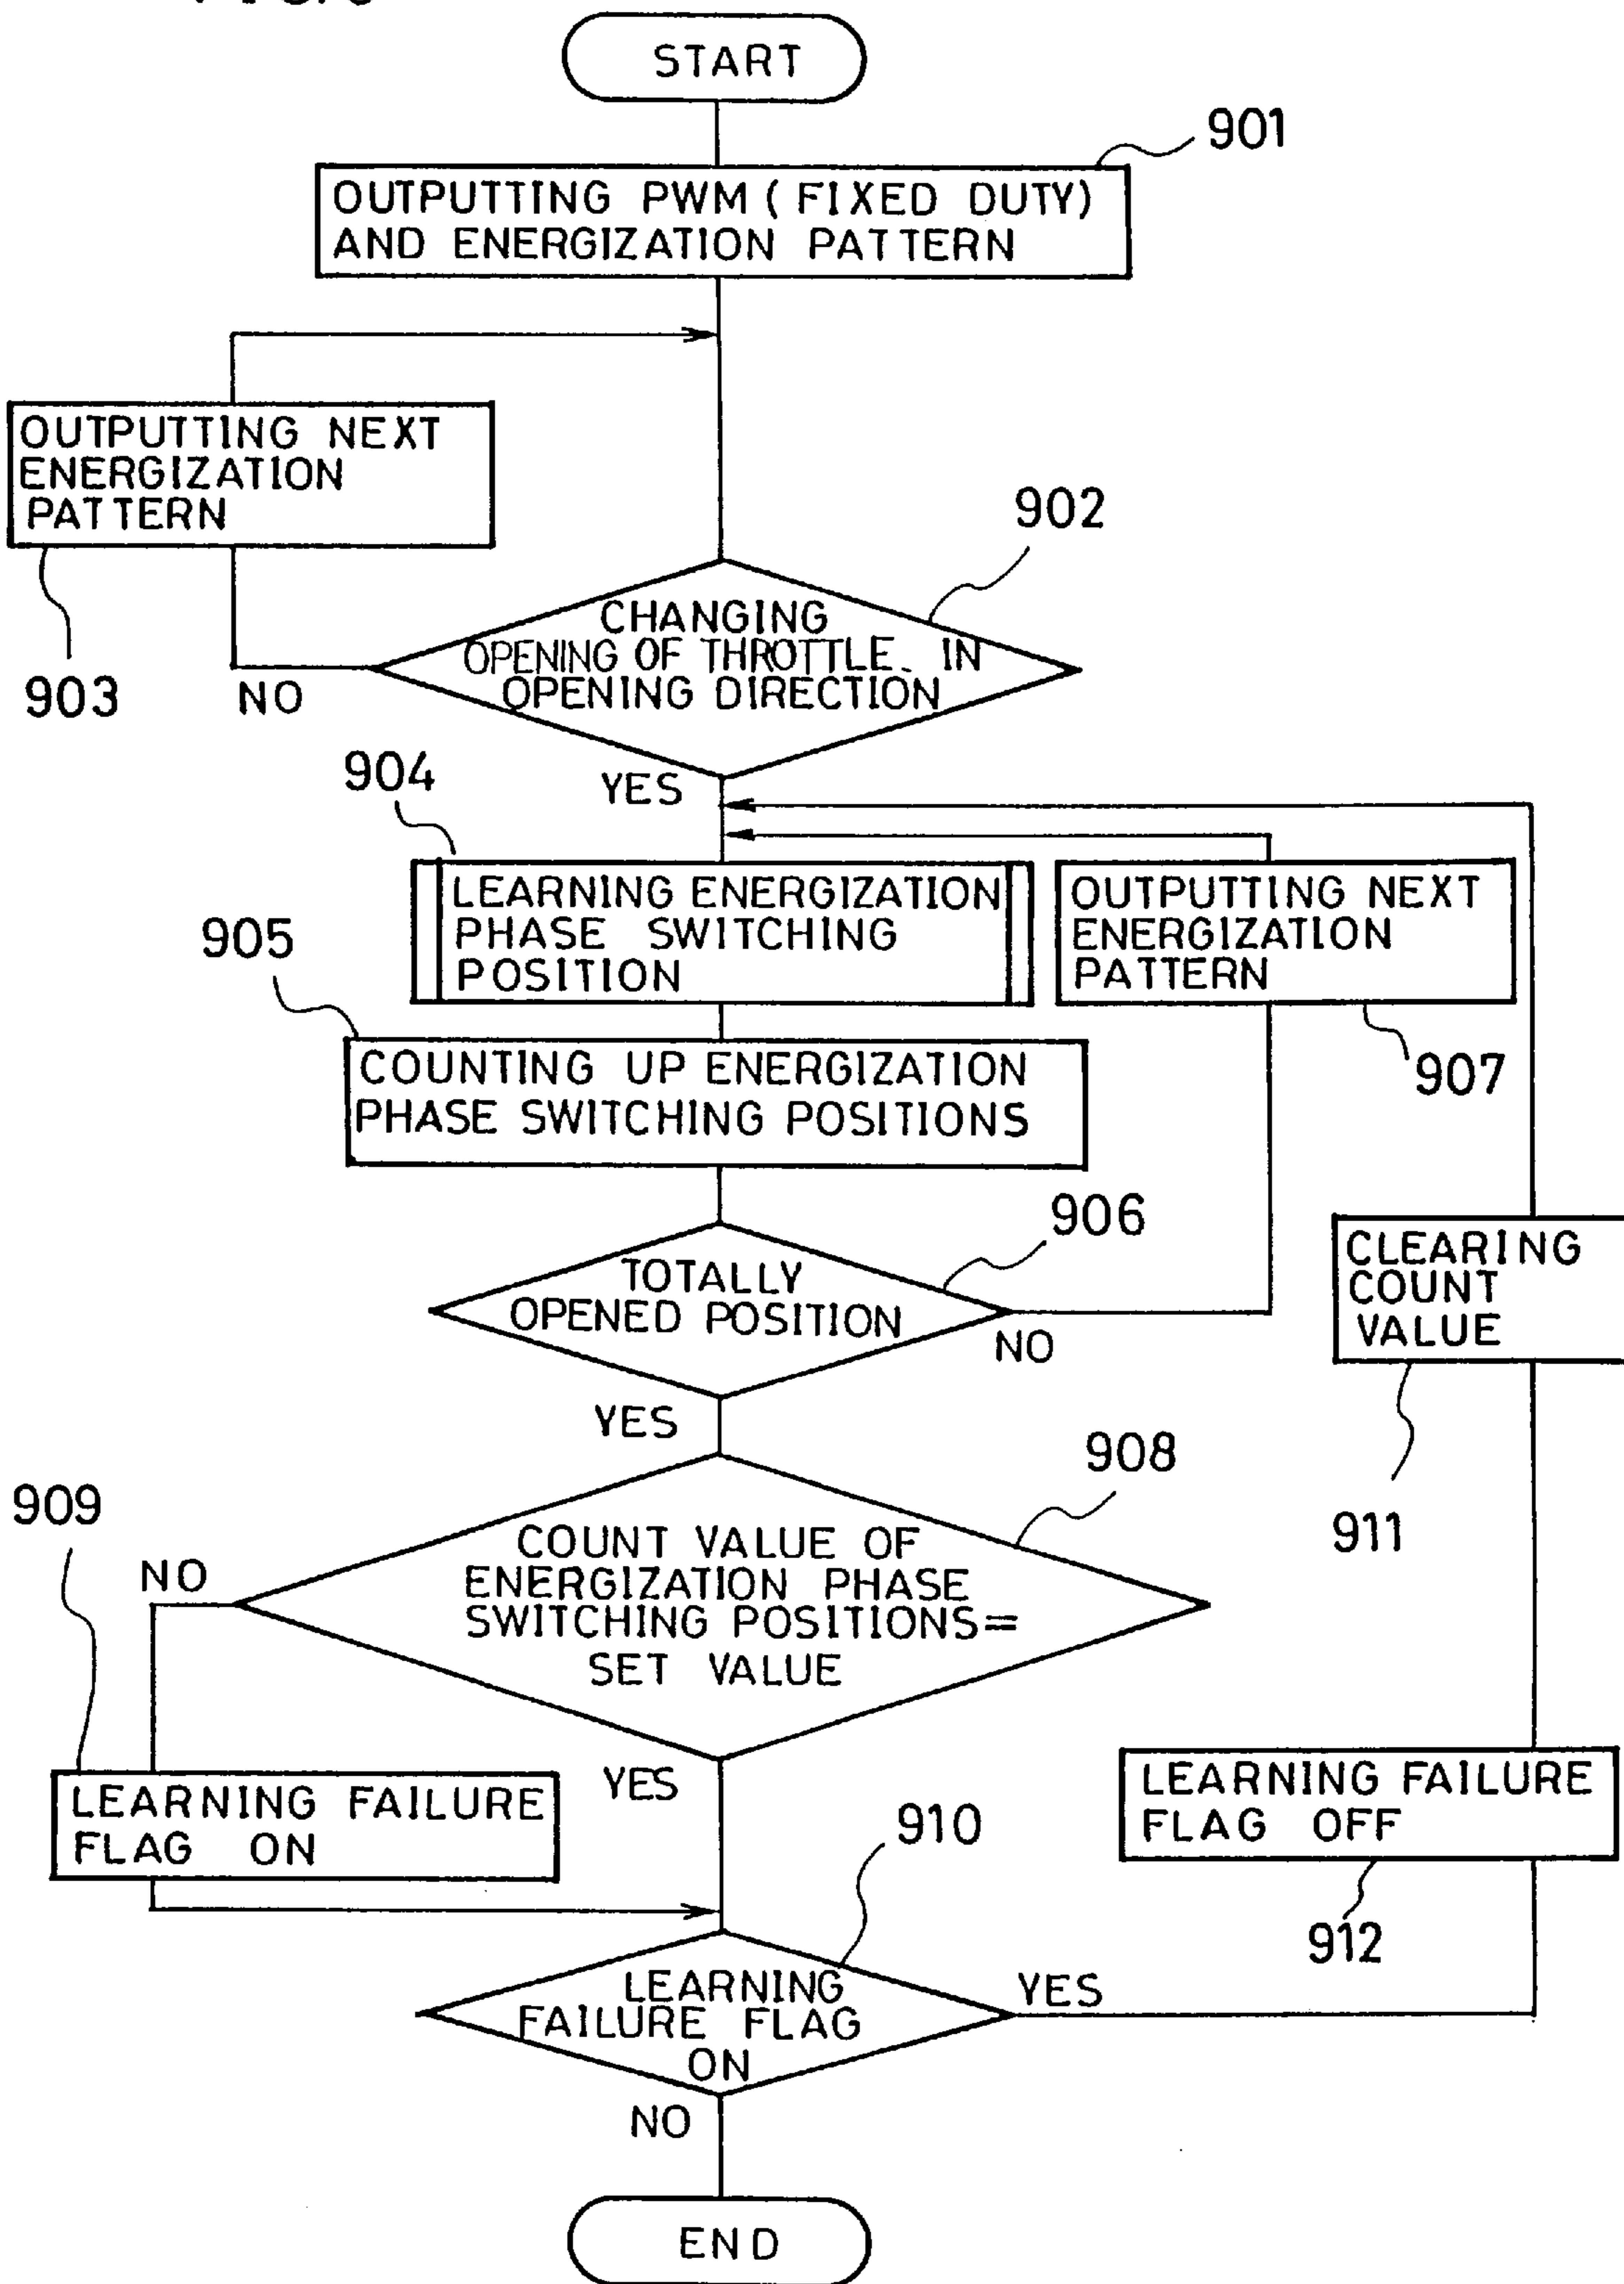 START
901
OUTPUTTING PWM (FIXED DUTY)
AND ENERGIZATION PATTERN
OUTPUTTING NEXT
ENERGIZATION
PATTERN
903
902
CHANGING
OPENING OF THROTTLE IN
OPENING DIRECTION
NO
YES
904
LEARNING ENERGIZATION
PHASE SWITCHING
POSITION
OUTPUTTING NEXT
ENERGIZATION
PATTERN
907
905
COUNTING UP ENERGIZATION
PHASE SWITCHING POSITIONS
906
TOTALLY
OPENED POSITION
NO
YES
CLEARING
COUNT
VALUE
911
908
COUNT VALUE OF
ENERGIZATION PHASE
SWITCHING POSITIONS=
SET VALUE
NO
909
YES
LEARNING FAILURE
FLAG ON
LEARNING FAILURE
FLAG OFF
912
910
LEARNING
FAILURE FLAG
ON
YES
NO
END